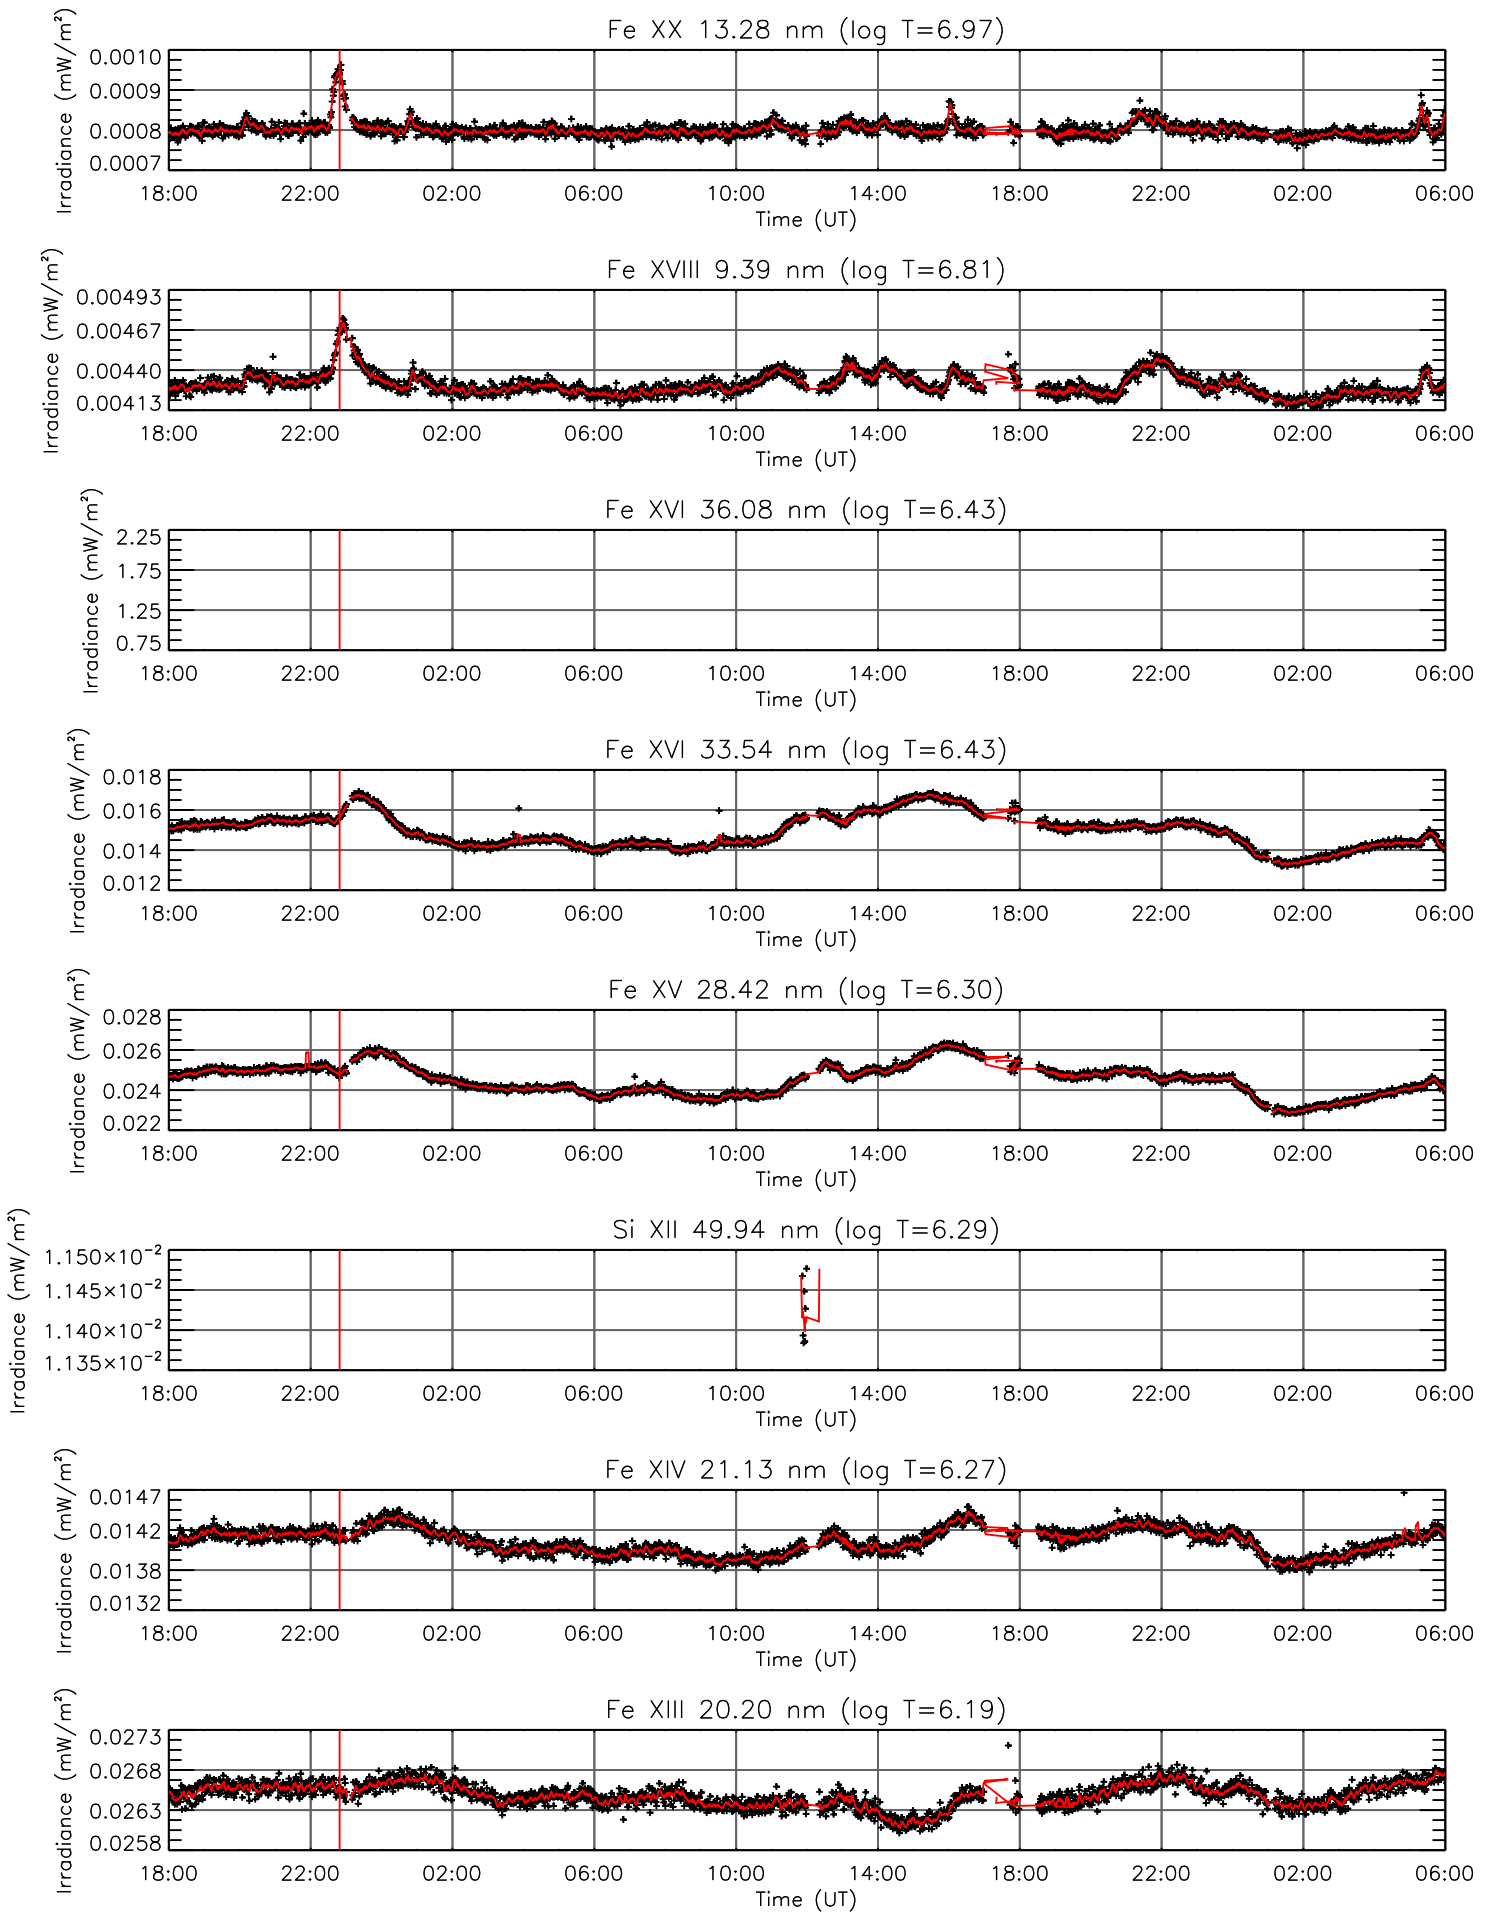 Fe XX 13.28 nm (log T=6.97)
Irradiance (mW/m²)
0.0010
0.0009
0.0008
0.0007
18:00 22:00 02:00 06:00 10:00 14:00 18:00 22:00 02:00 06:00
Time (UT)
Fe XVIII 9.39 nm (log T=6.81)
Irradiance (mW/m²)
0.00493
0.00467
0.00440
0.00413
18:00 22:00 02:00 06:00 10:00 14:00 18:00 22:00 02:00 06:00
Time (UT)
Fe XVI 36.08 nm (log T=6.43)
Irradiance (mW/m²)
2.25
1.75
1.25
0.75
18:00 22:00 02:00 06:00 10:00 14:00 18:00 22:00 02:00 06:00
Time (UT)
Fe XVI 33.54 nm (log T=6.43)
Irradiance (mW/m²)
0.018
0.016
0.014
0.012
18:00 22:00 02:00 06:00 10:00 14:00 18:00 22:00 02:00 06:00
Time (UT)
Fe XV 28.42 nm (log T=6.30)
Irradiance (mW/m²)
0.028
0.026
0.024
0.022
18:00 22:00 02:00 06:00 10:00 14:00 18:00 22:00 02:00 06:00
Time (UT)
Si XII 49.94 nm (log T=6.29)
Irradiance (mW/m²)
1.150×10⁻²
1.145×10⁻²
1.140×10⁻²
1.135×10⁻²
18:00 22:00 02:00 06:00 10:00 14:00 18:00 22:00 02:00 06:00
Time (UT)
Fe XIV 21.13 nm (log T=6.27)
Irradiance (mW/m²)
0.0147
0.0142
0.0138
0.0132
18:00 22:00 02:00 06:00 10:00 14:00 18:00 22:00 02:00 06:00
Time (UT)
Fe XIII 20.20 nm (log T=6.19)
Irradiance (mW/m²)
0.0273
0.0268
0.0263
0.0258
18:00 22:00 02:00 06:00 10:00 14:00 18:00 22:00 02:00 06:00
Time (UT)